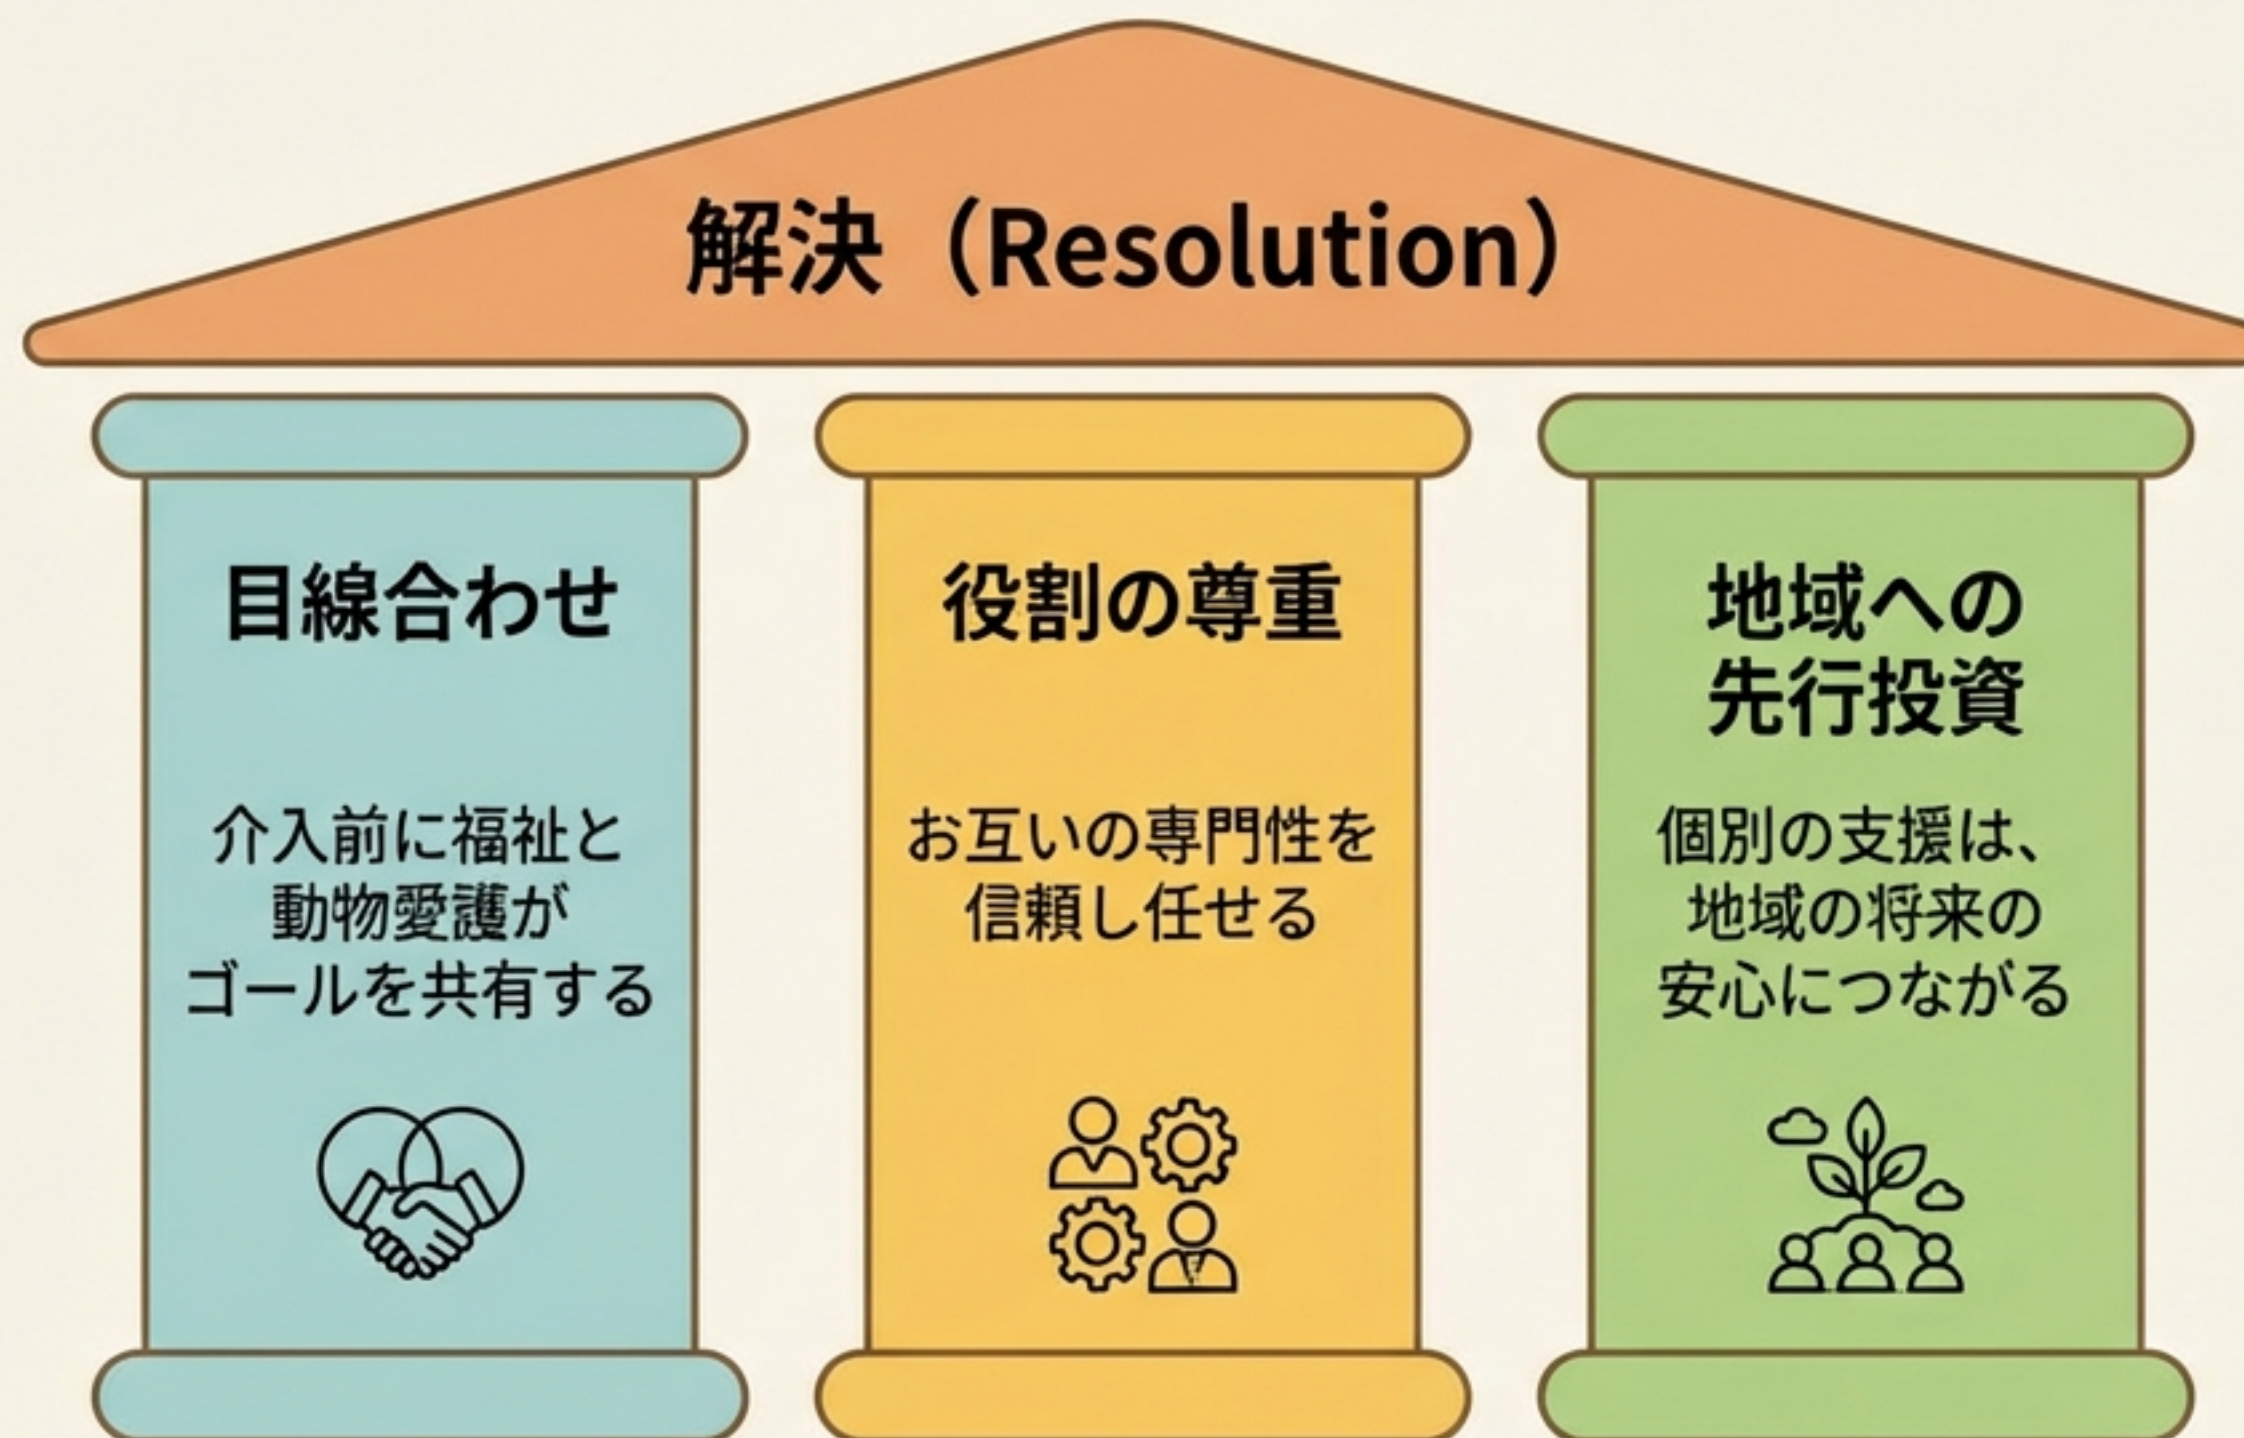 解決（Resolution）
目線合わせ
介入前に福祉と
動物愛護が
ゴールを共有する
役割の尊重
お互いの専門性を
信頼し任せる
地域への
先行投資
個別の支援は、
地域の将来の
安心につながる